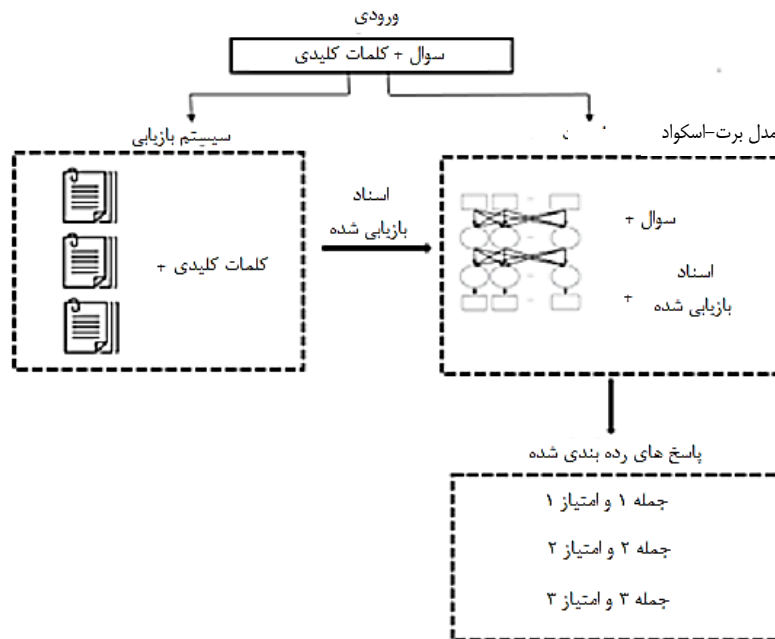 ورودی
سوال + کلمات کلیدی
سیستم بازیابی
مدل برت-اسکواد
کلمات کلیدی +
اسناد
بازیابی شده
سوال +
اسناد
بازیابی شده +
پاسخ های رده بندی شده
جمله ۱ و امتیاز ۱
جمله ۲ و امتیاز ۲
جمله ۳ و امتیاز ۳